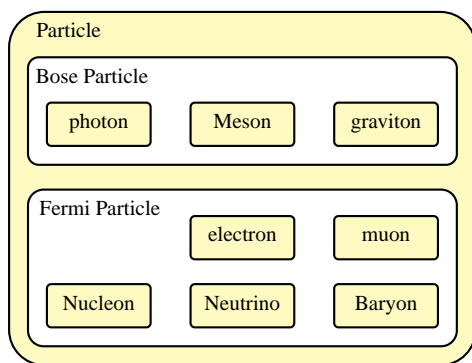 Particle
Bose Particle
photon Meson graviton
Fermi Particle
electron muon
Nucleon Neutrino Baryon